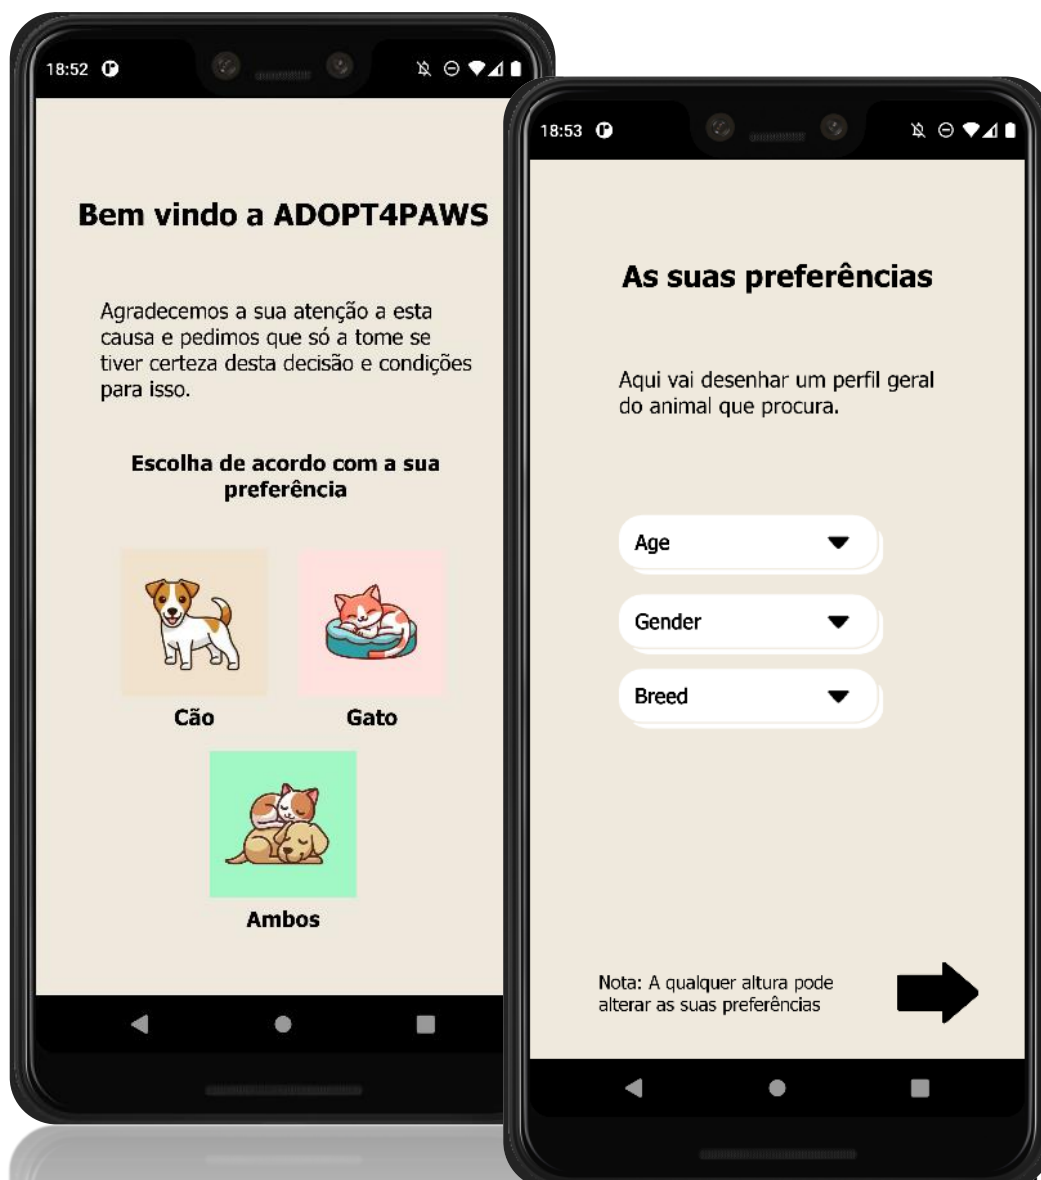 18:52
Bem vindo a ADOPT4PAWS
Agradecemos a sua atenção a esta
causa e pedimos que só a tome se
tiver certeza desta decisão e condições
para isso.
Escolha de acordo com a sua
preferência
Cão
Gato
Ambos
18:53
As suas preferências
Aqui vai desenhar um perfil geral
do animal que procura.
Age
Gender
Breed
Nota: A qualquer altura pode
alterar as suas preferências